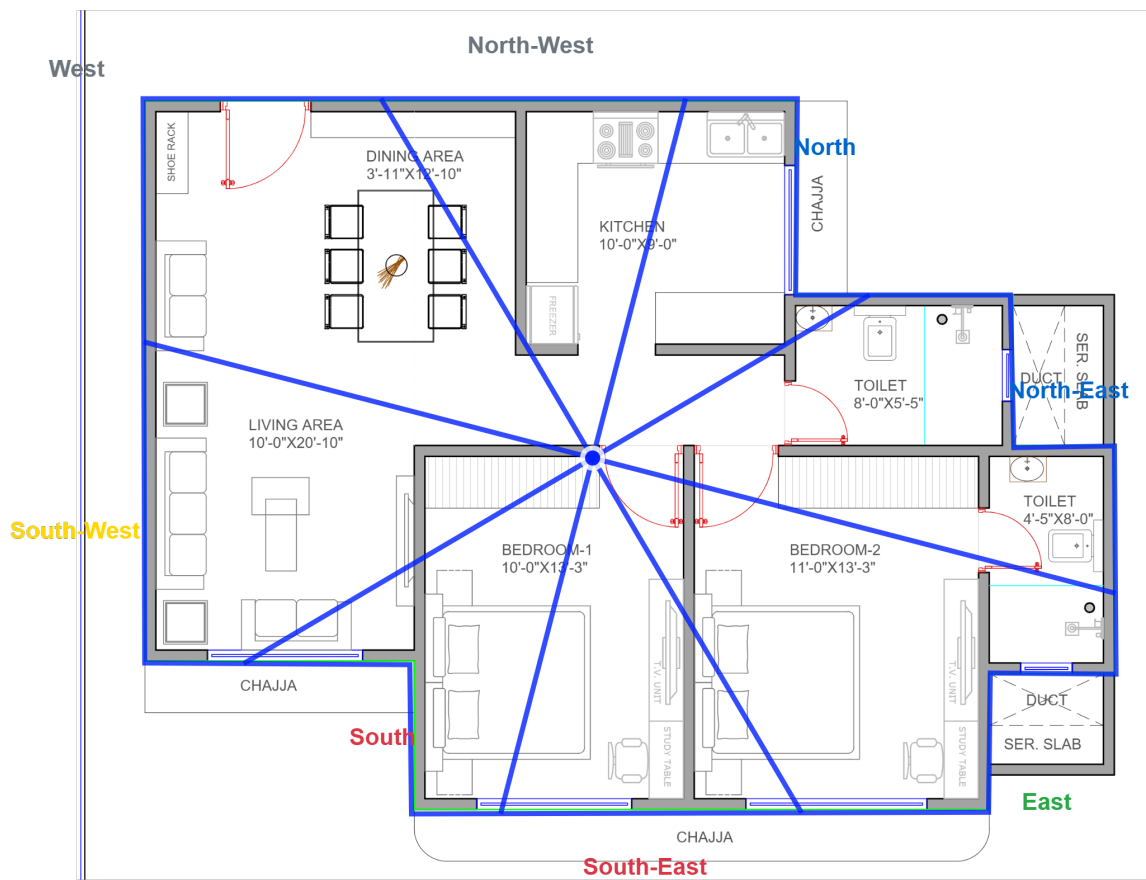 North-West
West
SHOE RACK
DINING AREA
3'-11"X12'-10"
North
CHAJJA
KITCHEN
10'-0"X9'-0"
FREEZER
TOILET
8'-0"X5'-5"
DUCT
SER. SLAB
North-East
LIVING AREA
10'-0"X20'-10"
TOILET
4'-5"X8'-0"
South-West
BEDROOM-1
10'-0"X13'-3"
BEDROOM-2
11'-0"X13'-3"
T.V. UNIT
T.V. UNIT
CHAJJA
DUCT
South
STUDY TABLE
STUDY TABLE
SER. SLAB
East
CHAJJA
South-East